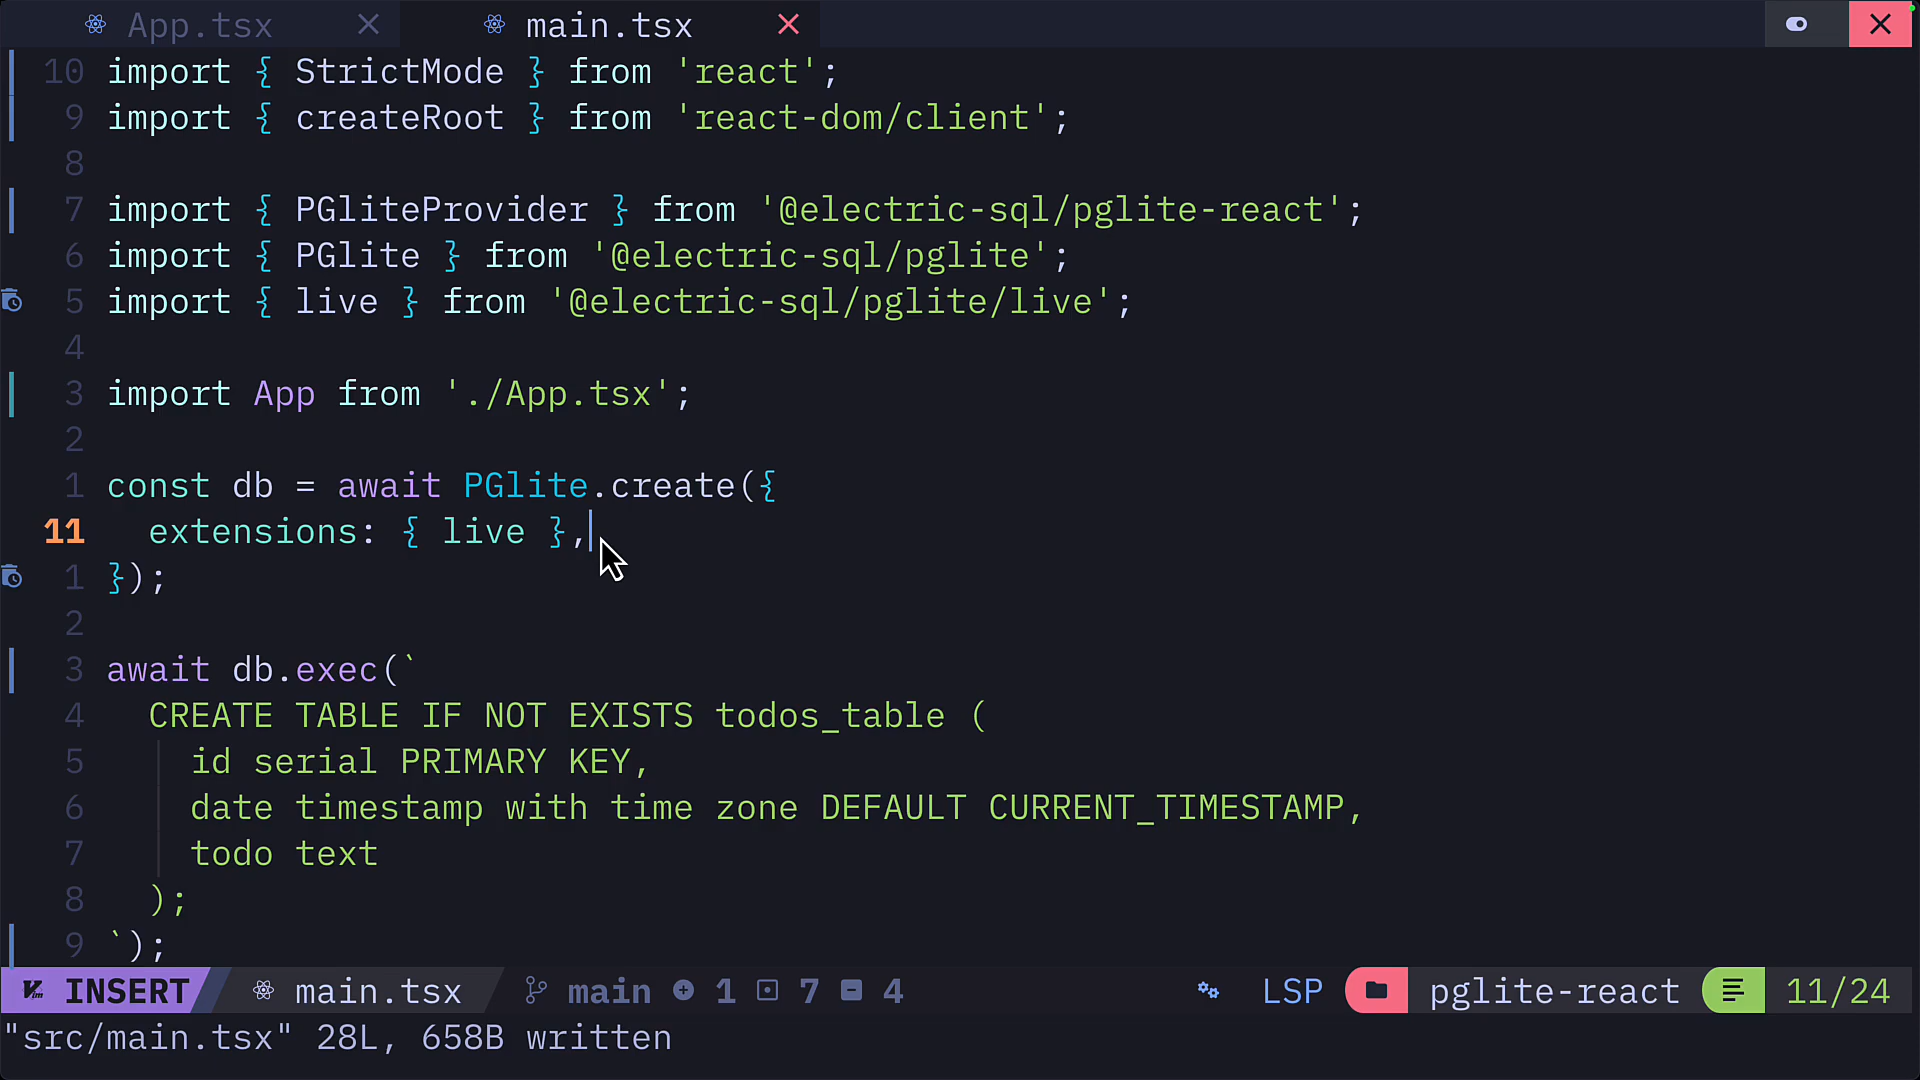 App.tsx
main.tsx
10 import { StrictMode } from 'react';
9 import { createRoot } from 'react-dom/client';
8
7 import { PGliteProvider } from '@electric-sql/pglite-react';
6 import { PGlite } from '@electric-sql/pglite';
5 import { live } from '@electric-sql/pglite/live';
4
3 import App from './App.tsx';
2
1 const db = await PGlite.create({
11   extensions: { live },
1 });
2
3 await db.exec(`
4   CREATE TABLE IF NOT EXISTS todos_table (
5     id serial PRIMARY KEY,
6     date timestamp with time zone DEFAULT CURRENT_TIMESTAMP,
7     todo text
8   );
9 `);
INSERT main.tsx main 1 7 4 LSP pglite-react 11/24
"src/main.tsx" 28L, 658B written